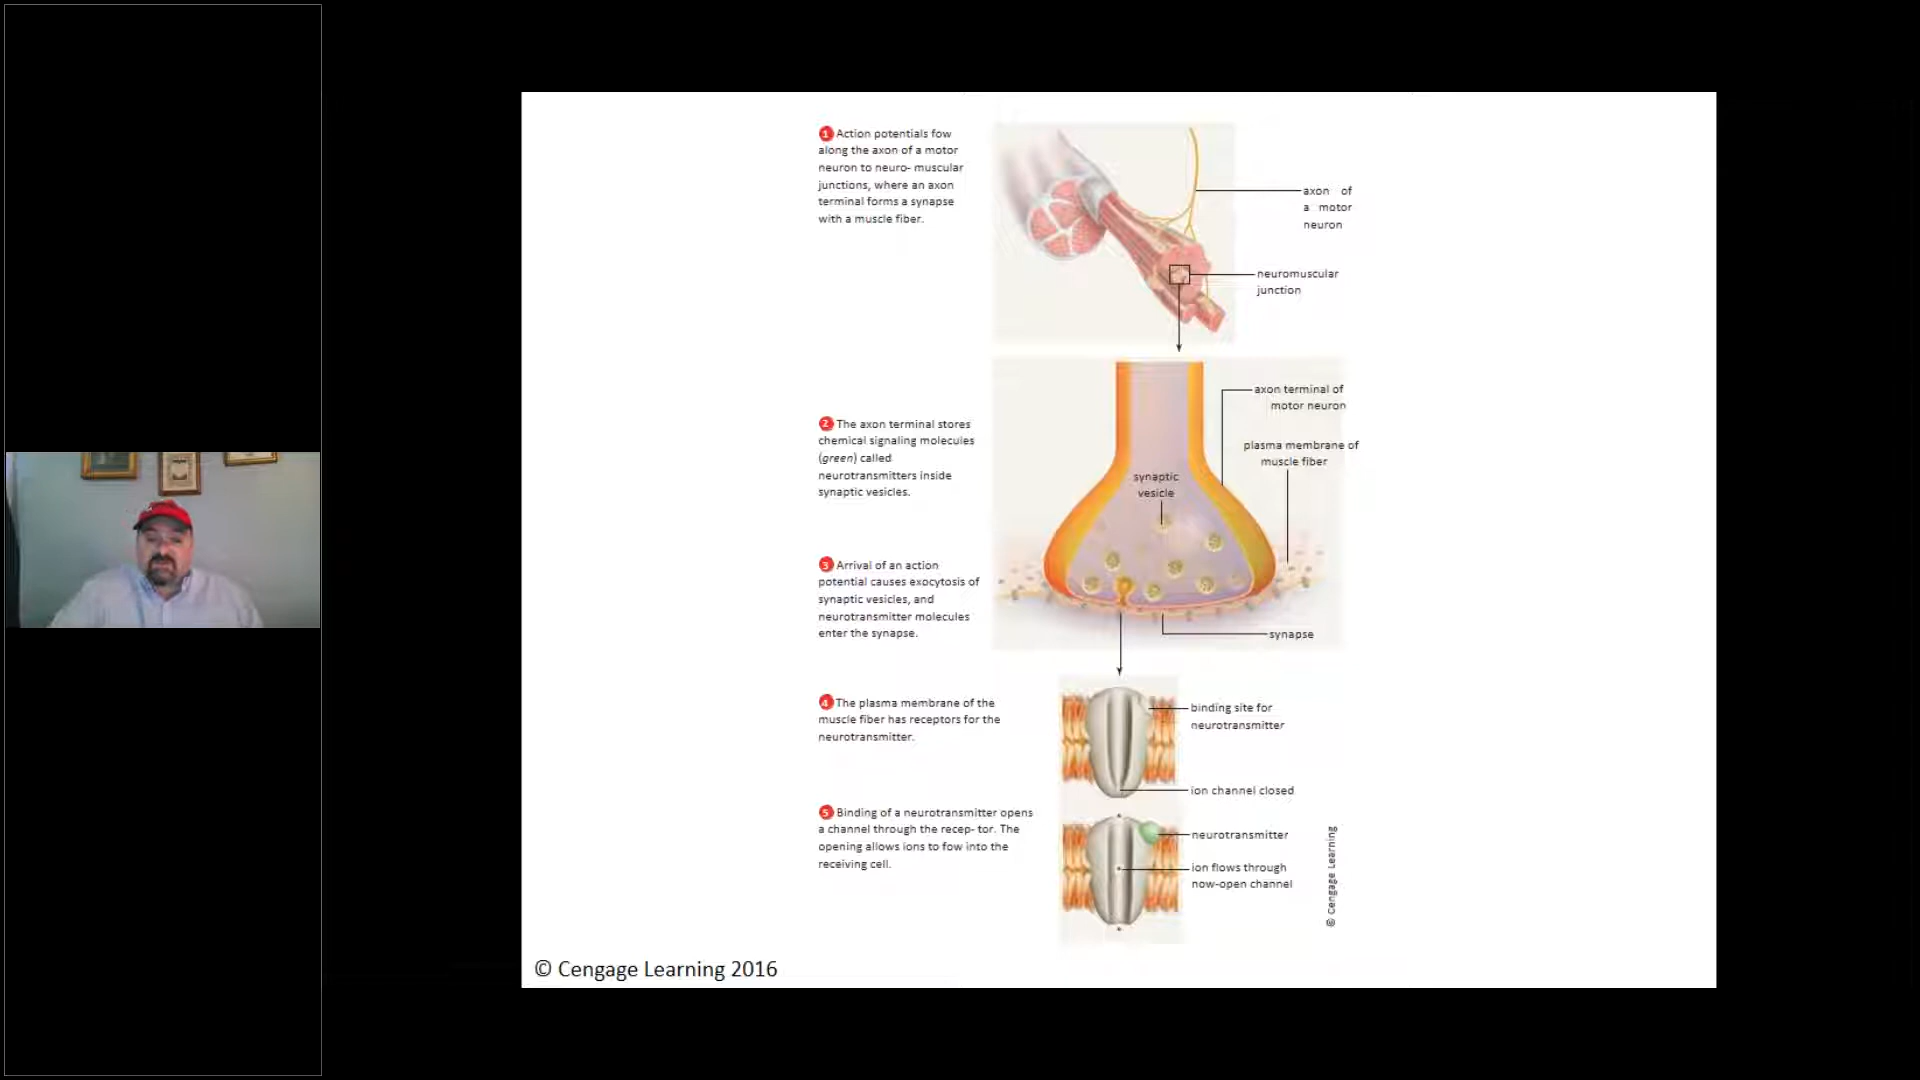 1 Action potentials fow
along the axon of a motor
neuron to neuro- muscular
junctions, where an axon
terminal forms a synapse
with a muscle fiber.
axon of
a motor
neuron
neuromuscular
junction
axon terminal of
motor neuron
plasma membrane of
muscle fiber
2 The axon terminal stores
chemical signaling molecules
(green) called
neurotransmitters inside
synaptic vesicles.
synaptic
vesicle
3 Arrival of an action
potential causes exocytosis of
synaptic vesicles, and
neurotransmitter molecules
enter the synapse.
synapse
4 The plasma membrane of the
muscle fiber has receptors for the
neurotransmitter.
binding site for
neurotransmitter
ion channel closed
5 Binding of a neurotransmitter opens
a channel through the recep- tor. The
opening allows ions to fow into the
receiving cell.
neurotransmitter
ion flows through
now-open channel
© Cengage Learning
© Cengage Learning 2016